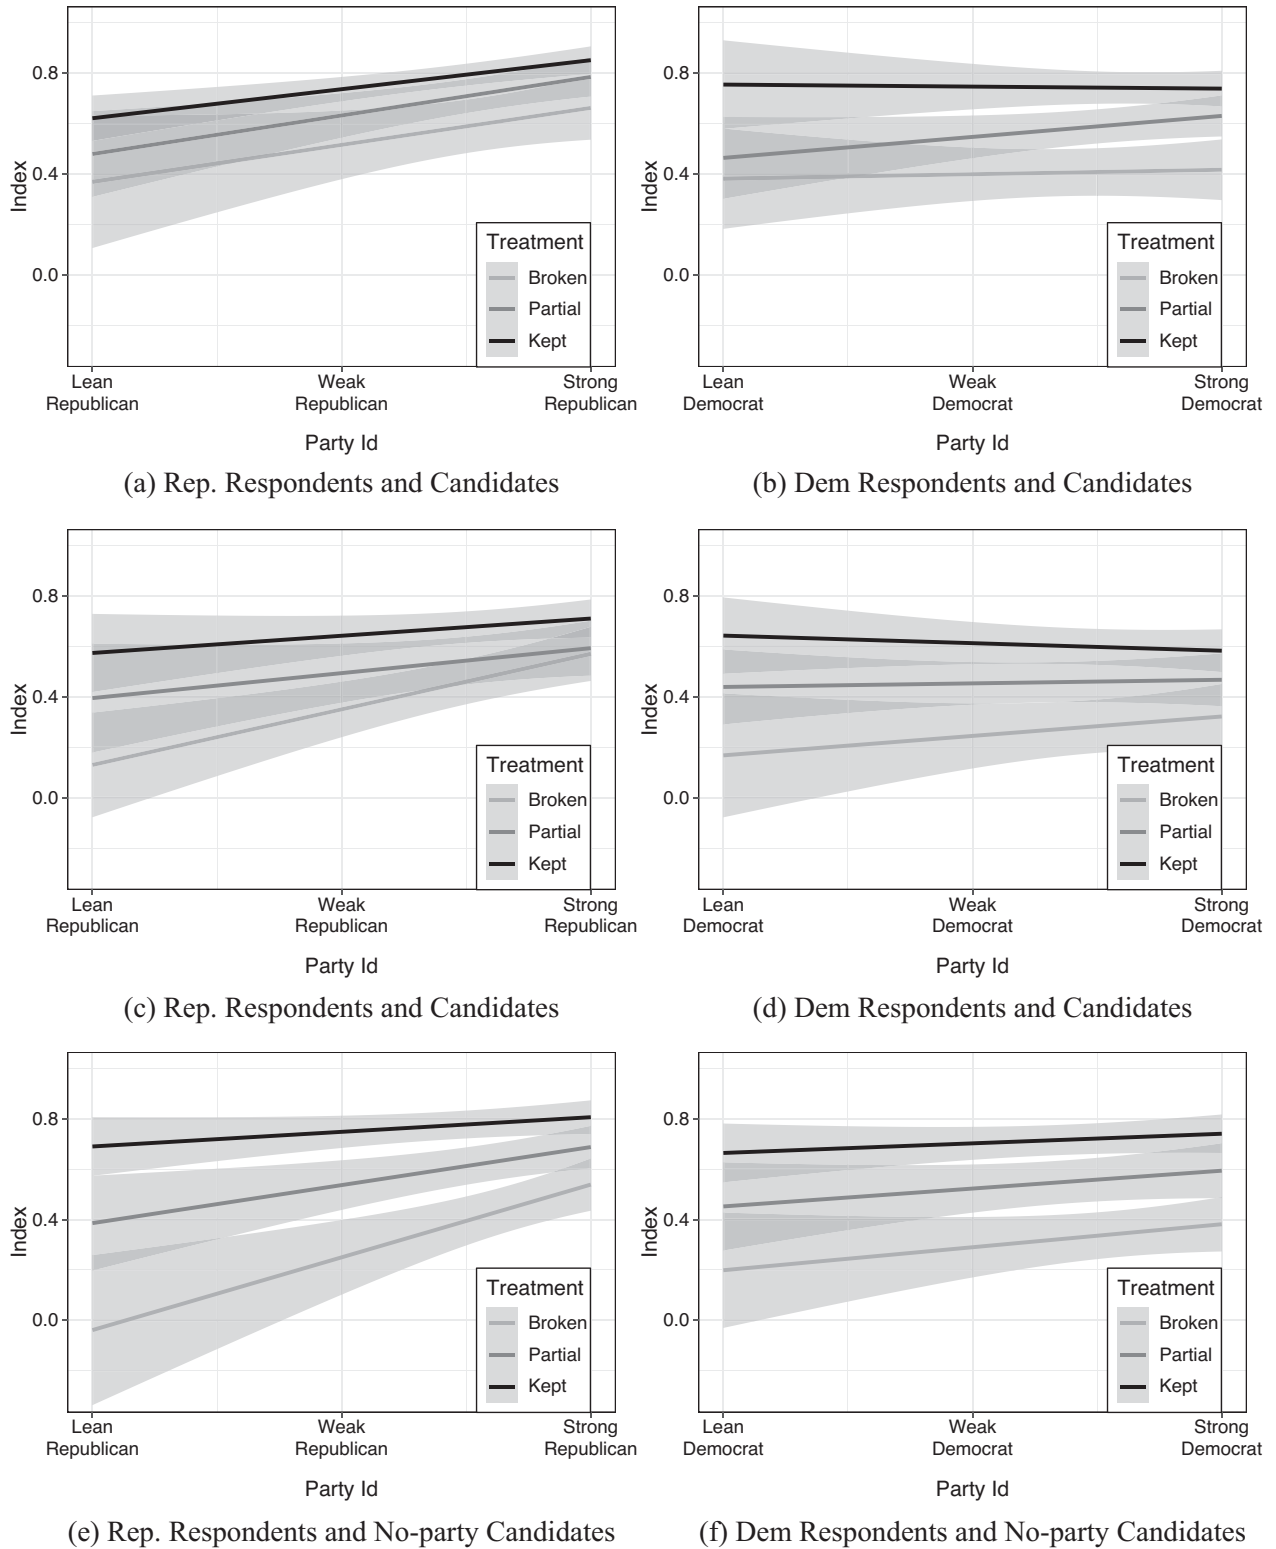 0.8
0.4
0.0
Index
Treatment
Broken
Partial
Kept
Lean Republican
Weak Republican
Strong Republican
Party Id
(a) Rep. Respondents and Candidates
0.8
0.4
0.0
Index
Treatment
Broken
Partial
Kept
Lean Democrat
Weak Democrat
Strong Democrat
Party Id
(b) Dem Respondents and Candidates
0.8
0.4
0.0
Index
Treatment
Broken
Partial
Kept
Lean Republican
Weak Republican
Strong Republican
Party Id
(c) Rep. Respondents and Candidates
0.8
0.4
0.0
Index
Treatment
Broken
Partial
Kept
Lean Democrat
Weak Democrat
Strong Democrat
Party Id
(d) Dem Respondents and Candidates
0.8
0.4
0.0
Index
Treatment
Broken
Partial
Kept
Lean Republican
Weak Republican
Strong Republican
Party Id
(e) Rep. Respondents and No-party Candidates
0.8
0.4
0.0
Index
Treatment
Broken
Partial
Kept
Lean Democrat
Weak Democrat
Strong Democrat
Party Id
(f) Dem Respondents and No-party Candidates